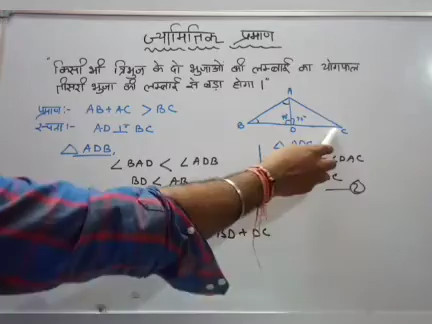 ज्यामितिक प्रमाण
"किसी भी त्रिभुज के दो भुजाओं की लम्बाई का योगफल
तीसरी भुजा की लम्बाई से बड़ा होगा।"
प्रमाण:- AB + AC > BC
रचना:- AD ⊥ BC
A
B
D
C
△ ADB,
∠BAD < ∠ADB
DAC
BD < AB
C ②
BD + DC